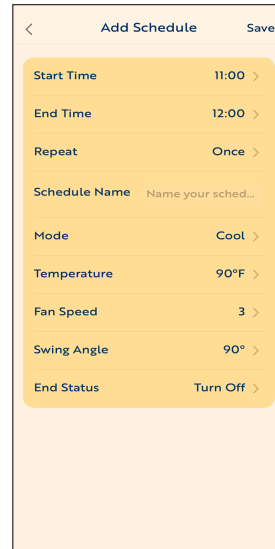 Add Schedule Save
Start Time 11:00
End Time 12:00
Repeat Once
Schedule Name Name your sched...
Mode Cool
Temperature 90°F
Fan Speed 3
Swing Angle 90°
End Status Turn Off